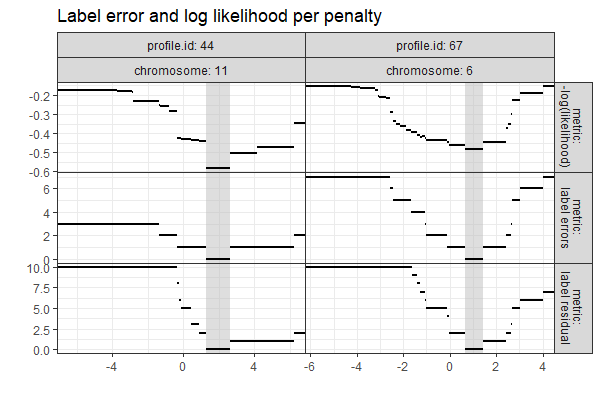 Label error and log likelihood per penalty
profile.id: 44
profile.id: 67
chromosome: 11
chromosome: 6
-0.2
-0.3
-0.4
-0.5
-0.6
metric:
-log(likelihood)
6
4
2
0
metric:
label errors
10.0
7.5
5.0
2.5
0.0
metric:
label residual
-4
0
4
-6
-4
-2
0
2
4